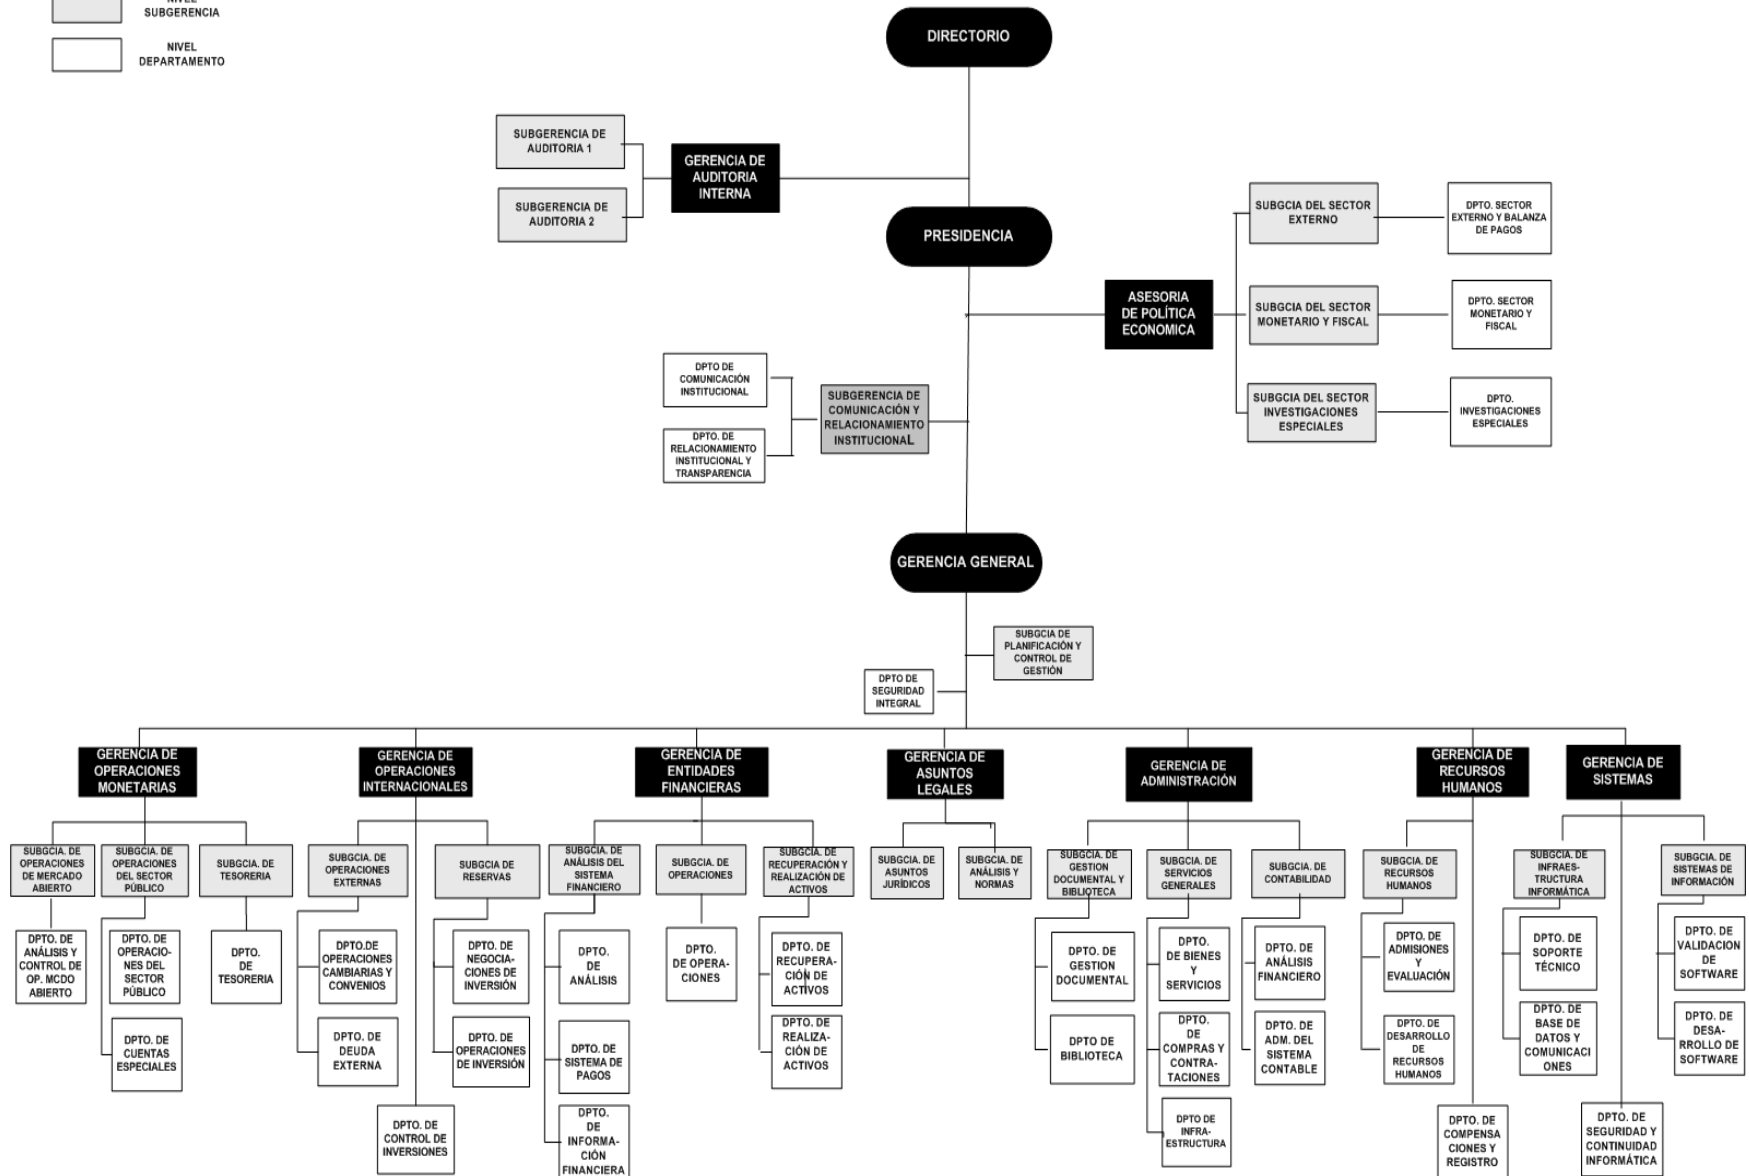 NIVEL
SUBGERENCIA
NIVEL
DEPARTAMENTO
DIRECTORIO
SUBGERENCIA DE
AUDITORIA 1
SUBGERENCIA DE
AUDITORIA 2
GERENCIA DE
AUDITORIA
INTERNA
PRESIDENCIA
SUBGCIA DEL SECTOR
EXTERNO
DPTO. SECTOR
EXTERNO Y BALANZA
DE PAGOS
ASESORIA
DE POLÍTICA
ECONOMICA
SUBGCIA DEL SECTOR
MONETARIO Y FISCAL
DPTO. SECTOR
MONETARIO Y
FISCAL
SUBGCIA DEL SECTOR
INVESTIGACIONES
ESPECIALES
DPTO.
INVESTIGACIONES
ESPECIALES
DPTO DE
COMUNICACIÓN
INSTITUCIONAL
DPTO. DE
RELACIONAMIENTO
INSTITUCIONAL Y
TRANSPARENCIA
SUBGERENCIA DE
COMUNICACIÓN Y
RELACIONAMIENTO
INSTITUCIONAL
GERENCIA GENERAL
SUBGCIA DE
PLANIFICACIÓN Y
CONTROL DE
GESTIÓN
DPTO DE
SEGURIDAD
INTEGRAL
GERENCIA DE
OPERACIONES
MONETARIAS
GERENCIA DE
OPERACIONES
INTERNACIONALES
GERENCIA DE
ENTIDADES
FINANCIERAS
GERENCIA DE
ASUNTOS
LEGALES
GERENCIA DE
ADMINISTRACIÓN
GERENCIA DE
RECURSOS
HUMANOS
GERENCIA DE
SISTEMAS
SUBGCIA. DE
OPERACIONES
DE MERCADO
ABIERTO
SUBGCIA. DE
OPERACIONES
DEL SECTOR
PÚBLICO
SUBGCIA. DE
TESORERIA
SUBGCIA. DE
OPERACIONES
EXTERNAS
SUBGCIA DE
RESERVAS
SUBGCIA. DE
ANÁLISIS DEL
SISTEMA
FINANCIERO
SUBGCIA. DE
OPERACIONES
SUBGCIA. DE
RECUPERACIÓN Y
REALIZACIÓN DE
ACTIVOS
SUBGCIA. DE
ASUNTOS
JURÍDICOS
SUBGCIA. DE
ANÁLISIS Y
NORMAS
SUBGCIA. DE
GESTION
DOCUMENTAL Y
BIBLIOTECA
SUBGCIA. DE
SERVICIOS
GENERALES
SUBGCIA. DE
CONTABILIDAD
SUBGCIA. DE
RECURSOS
HUMANOS
SUBGCIA. DE
INFRAES-
TRUCTURA
INFORMÁTICA
SUBGCIA. DE
SISTEMAS DE
INFORMACIÓN
DPTO. DE
ANÁLISIS Y
CONTROL DE
OP. MCDO
ABIERTO
DPTO. DE
OPERACIO-
NES DEL
SECTOR
PÚBLICO
DPTO.
DE
TESORERIA
DPTO.DE
OPERACIONES
CAMBIARIAS Y
CONVENIOS
DPTO. DE
NEGOCIA-
CIONES DE
INVERSIÓN
DPTO.
DE
ANÁLISIS
DPTO.
DE OPERA-
CIONES
DPTO. DE
RECUPERA-
CIÓN DE
ACTIVOS
DPTO. DE
GESTION
DOCUMENTAL
DPTO.
DE BIENES
Y
SERVICIOS
DPTO. DE
ANÁLISIS
FINANCIERO
DPTO. DE
ADMISIONES
Y
EVALUACIÓN
DPTO. DE
SOPORTE
TÉCNICO
DPTO. DE
VALIDACION
DE
SOFTWARE
DPTO. DE
CUENTAS
ESPECIALES
DPTO. DE
DEUDA
EXTERNA
DPTO. DE
OPERACIONES
DE INVERSIÓN
DPTO. DE
SISTEMA DE
PAGOS
DPTO. DE
REALIZA-
CIÓN DE
ACTIVOS
DPTO DE
BIBLIOTECA
DPTO.
DE
COMPRAS Y
CONTRA-
TACIONES
DPTO. DE
ADM. DEL
SISTEMA
CONTABLE
DPTO. DE
DESARROLLO
DE
RECURSOS
HUMANOS
DPTO. DE
BASE DE
DATOS Y
COMUNICACI
ONES
DPTO. DE
DESA-
RROLLO DE
SOFTWARE
DPTO. DE
CONTROL DE
INVERSIONES
DPTO.
DE
INFORMA-
CIÓN
FINANCIERA
DPTO DE
INFRA-
ESTRUCTURA
DPTO. DE
COMPENSA
CIONES Y
REGISTRO
DPTO. DE
SEGURIDAD Y
CONTINUIDAD
INFORMÁTICA